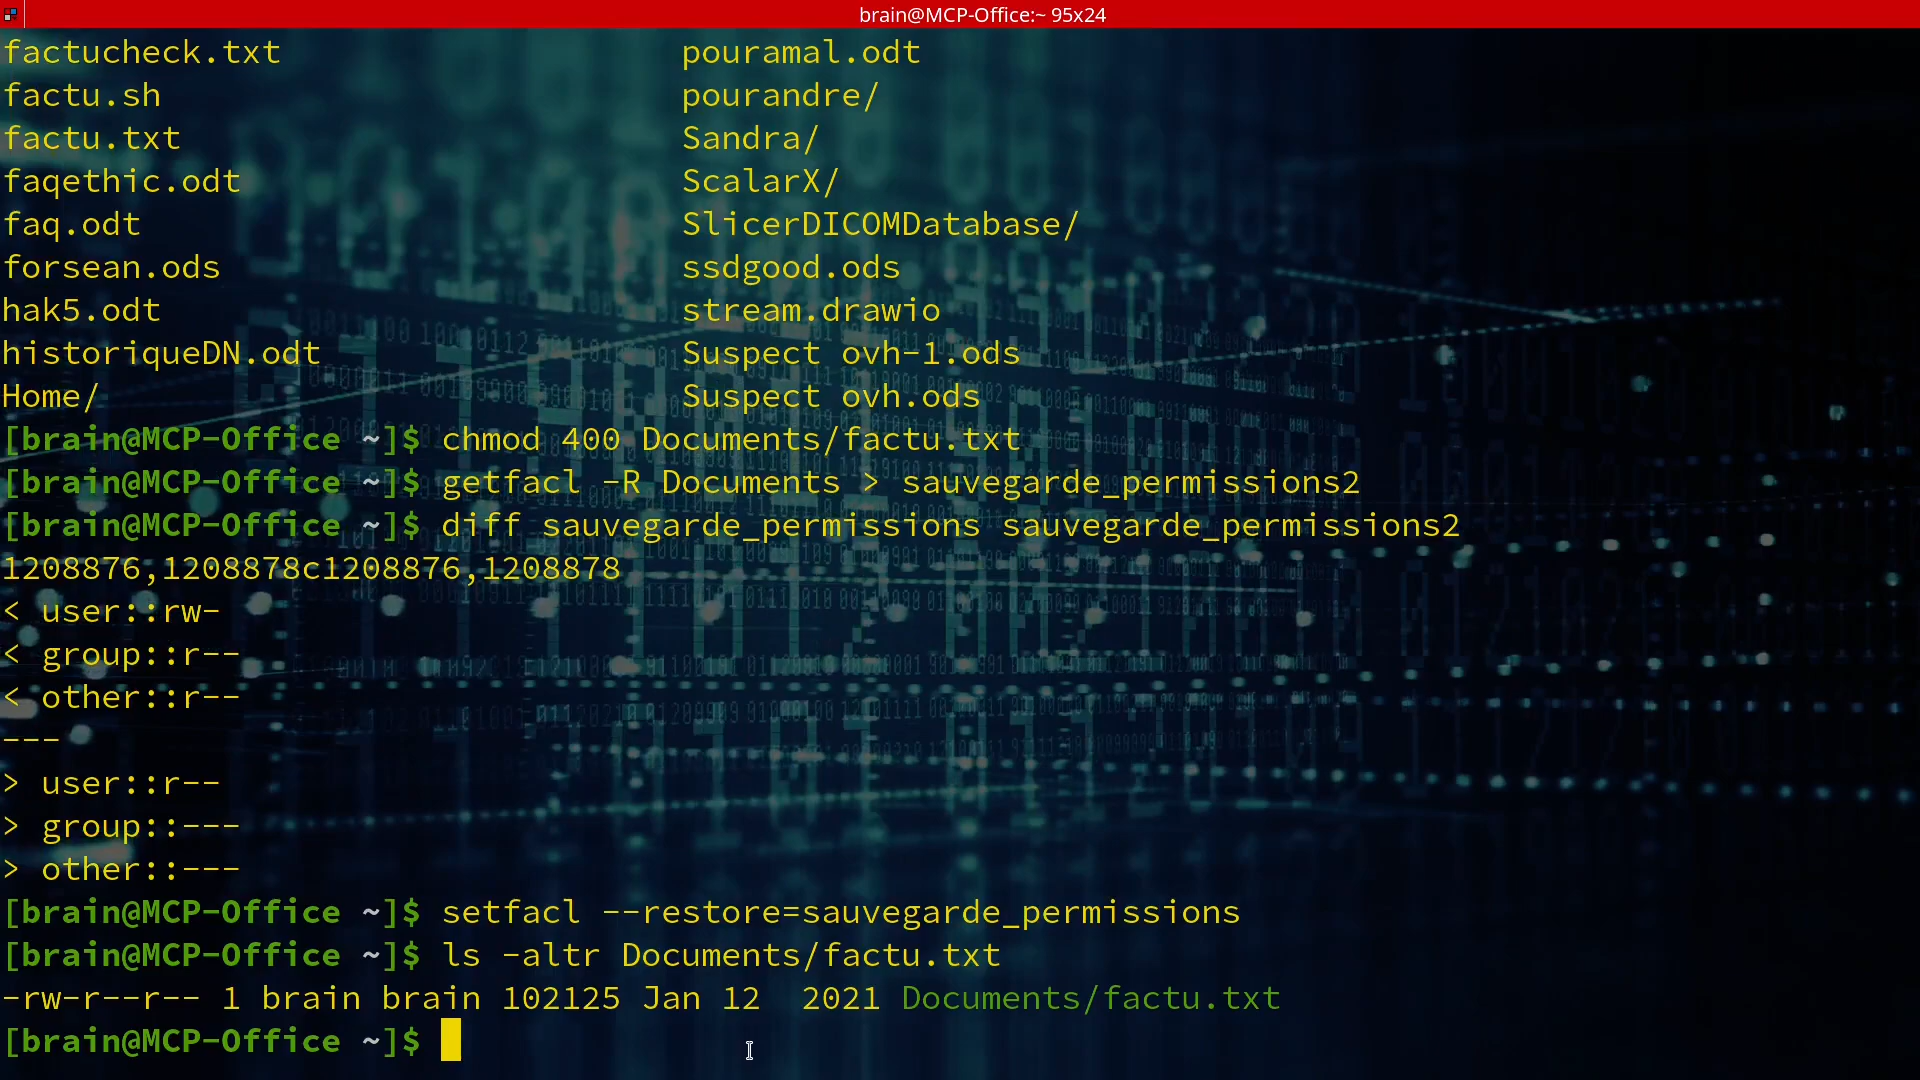 brain@MCP-Office:~ 95x24
factucheck.txt pouramal.odt
factu.sh pourandre/
factu.txt Sandra/
faqethic.odt ScalarX/
faq.odt SlicerDICOMDatabase/
forsean.ods ssdgood.ods
hak5.odt stream.drawio
historiqueDN.odt Suspect ovh-1.ods
Home/ Suspect ovh.ods
[brain@MCP-Office ~]$ chmod 400 Documents/factu.txt
[brain@MCP-Office ~]$ getfacl -R Documents > sauvegarde_permissions2
[brain@MCP-Office ~]$ diff sauvegarde_permissions sauvegarde_permissions2
1208876,1208878c1208876,1208878
< user::rw-
< group::r--
< other::r--
---
> user::r--
> group::---
> other::---
[brain@MCP-Office ~]$ setfacl --restore=sauvegarde_permissions
[brain@MCP-Office ~]$ ls -altr Documents/factu.txt
-rw-r--r-- 1 brain brain 102125 Jan 12  2021 Documents/factu.txt
[brain@MCP-Office ~]$